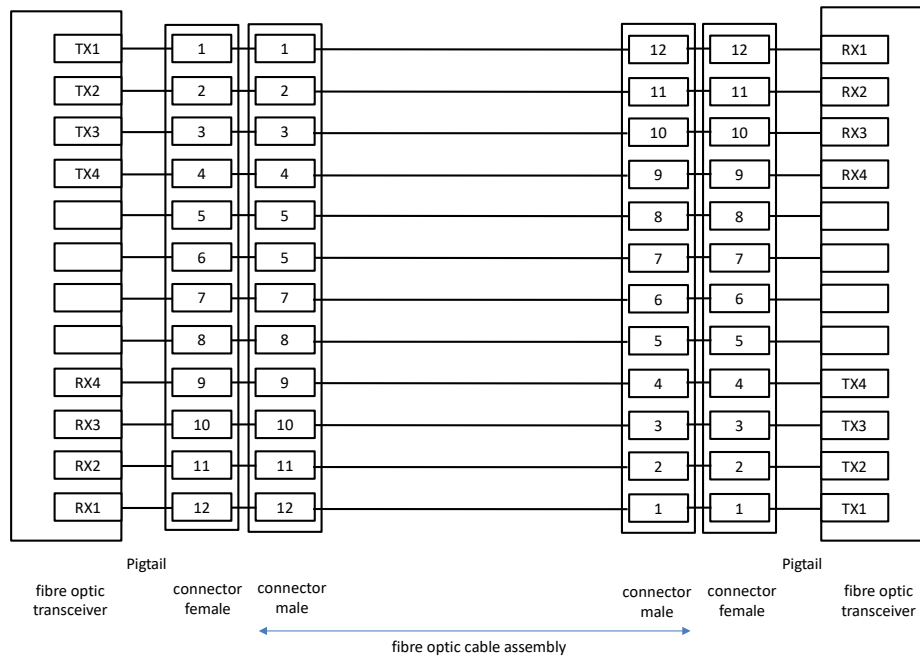 TX1 1 1 12 12 RX1
TX2 2 2 11 11 RX2
TX3 3 3 10 10 RX3
TX4 4 4 9 9 RX4
5 5 8 8
6 5 7 7
7 7 6 6
8 8 5 5
RX4 9 9 4 4 TX4
RX3 10 10 3 3 TX3
RX2 11 11 2 2 TX2
RX1 12 12 1 1 TX1
Pigtail Pigtail
fibre optic connector connector connector connector fibre optic
transceiver female male male female transceiver
fibre optic cable assembly